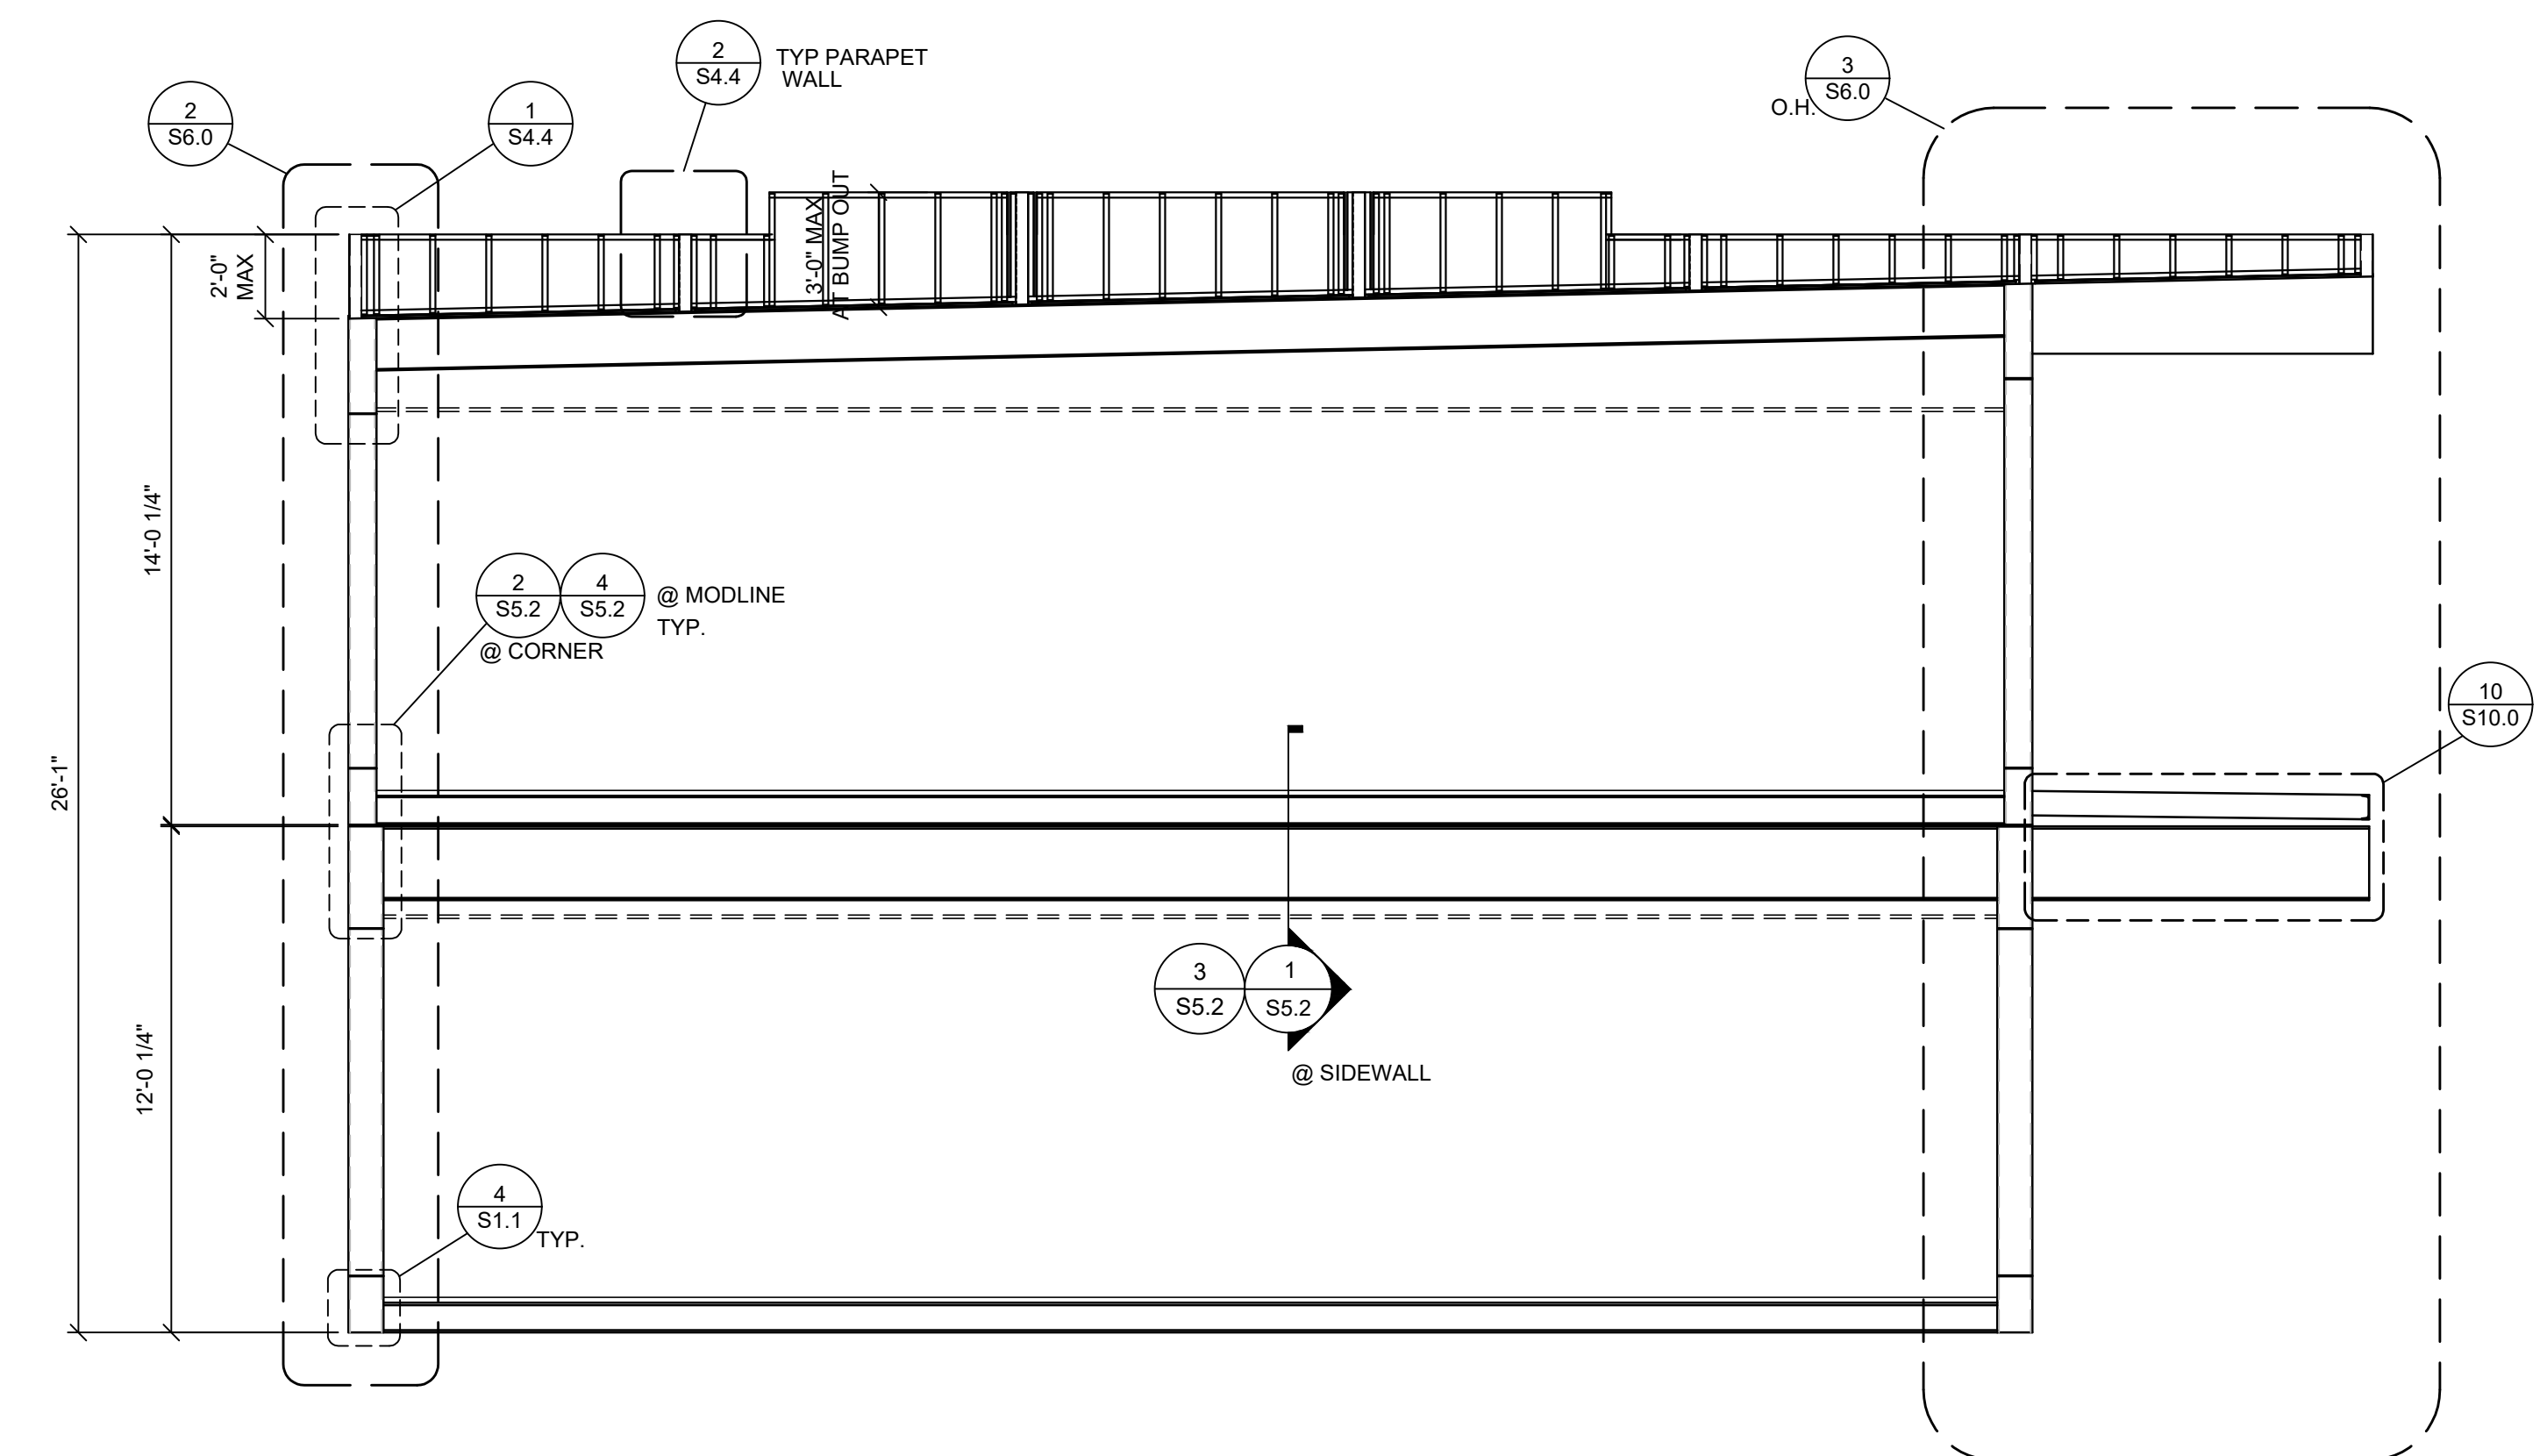 2
S4.4
TYP PARAPET
WALL
3
S6.0
O.H.
2
S6.0
1
S4.4
2'-0"
MAX
3'-0" MAX
AT BUMP OUT
14'-0 1/4"
2
S5.2
4
S5.2
@ MODLINE
TYP.
@ CORNER
10
S10.0
26'-1"
3
S5.2
1
S5.2
@ SIDEWALL
12'-0 1/4"
4
S1.1
TYP.